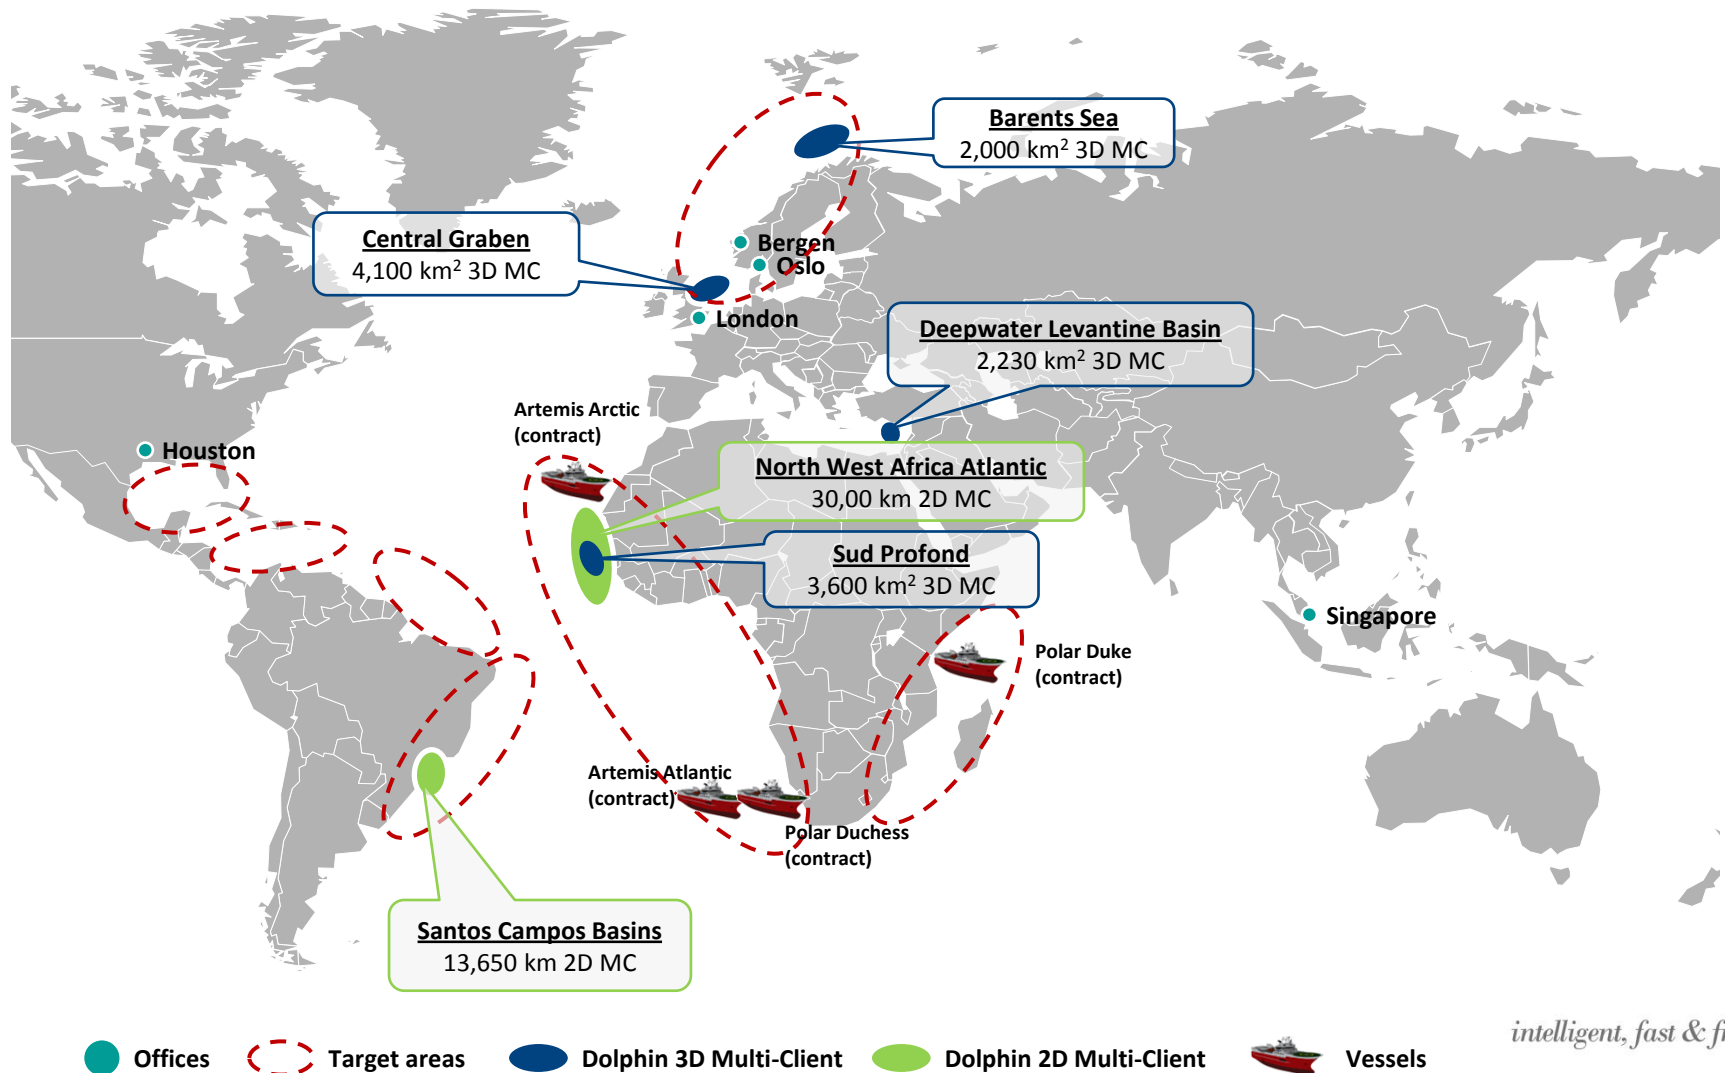 Barents Sea
2,000 km² 3D MC
Central Graben
4,100 km² 3D MC
Bergen
Oslo
London
Deepwater Levantine Basin
2,230 km² 3D MC
Artemis Arctic
(contract)
Houston
North West Africa Atlantic
30,00 km 2D MC
Sud Profond
3,600 km² 3D MC
Singapore
Polar Duke
(contract)
Artemis Atlantic
(contract)
Polar Duchess
(contract)
Santos Campos Basins
13,650 km 2D MC
intelligent, fast &
Offices
Target areas
Dolphin 3D Multi-Client
Dolphin 2D Multi-Client
Vessels